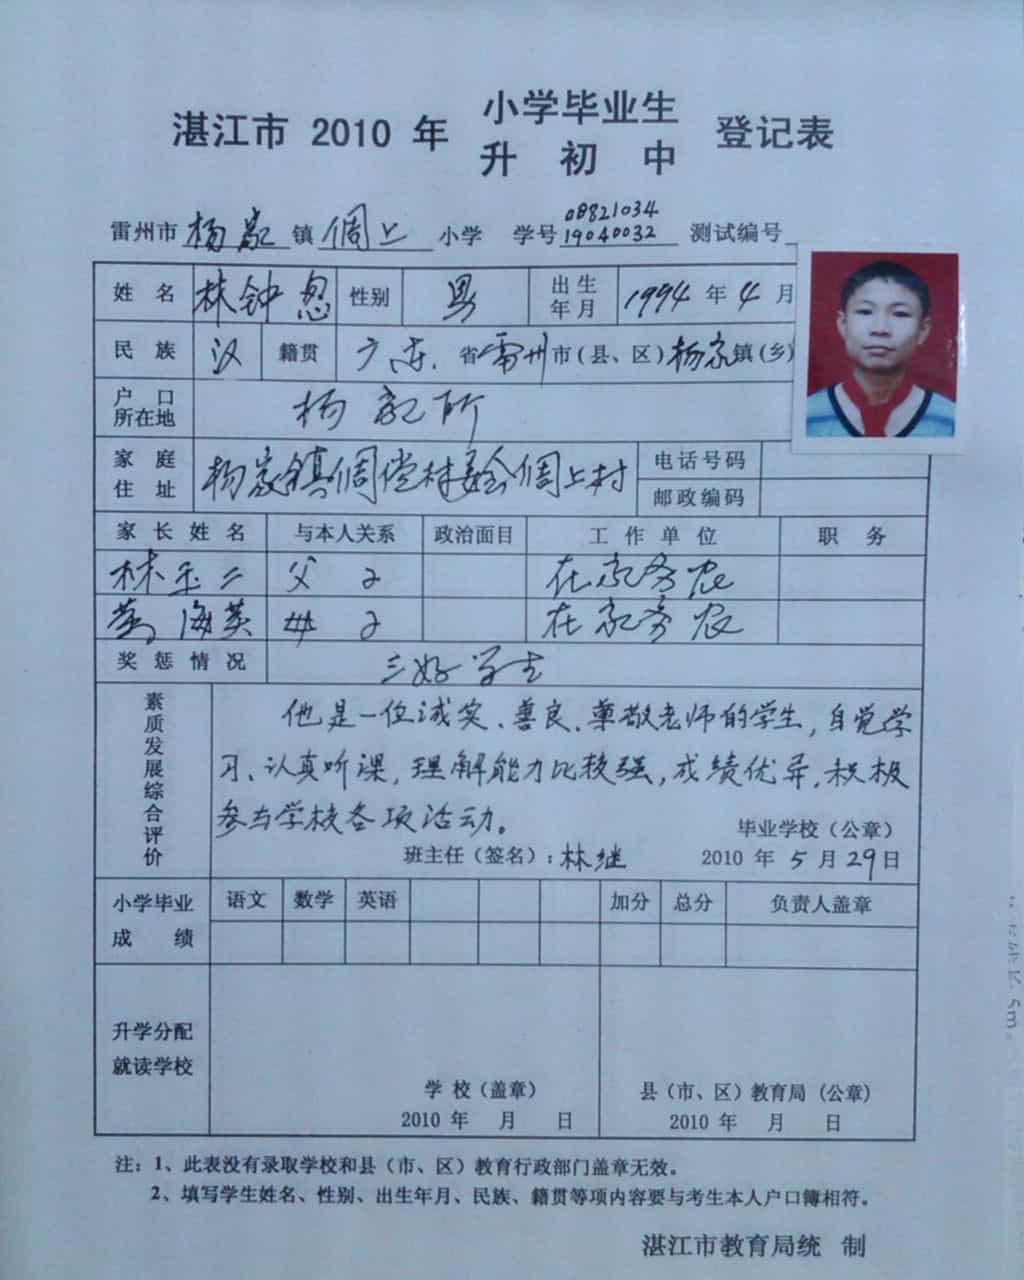 湛江市 2010 年 小学毕业生 登记表
升 初 中
08821034
雷州市 杨家 镇 倜上 小学 学号 19040032 测试编号
姓 名 林钟 性别 男 出生年月 1994 年 4 月
民 族 汉 籍贯 广东 省 雷州 市(县、区) 杨家 镇(乡)
户 口 所在地 杨家所
家 庭 住 址 杨家镇倜 村 倜上村 电话号码
邮政编码
家 长 姓 名 与本人关系 政治面目 工 作 单 位 职 务
林玉二 父子 在家务农
黄海英 母子 在家务农
奖 惩 情 况 三好学生
素质发展综合评价
他是一位诚实、善良、尊敬老师的学生,自觉学
习、认真听课,理解能力比较强,成绩优异,积极
参与学校各项活动。
毕业学校(公章)
班主任(签名):林继 2010 年 5 月 29 日
小学毕业 成 绩 语文 数学 英语 加分 总分 负责人盖章
升学分配
就读学校
学 校(盖章) 县(市、区)教育局(公章)
2010 年 月 日 2010 年 月 日
注:1、此表没有录取学校和县(市、区)教育行政部门盖章无效。
2、填写学生姓名、性别、出生年月、民族、籍贯等项内容要与考生本人户口簿相符。
湛江市教育局统 制